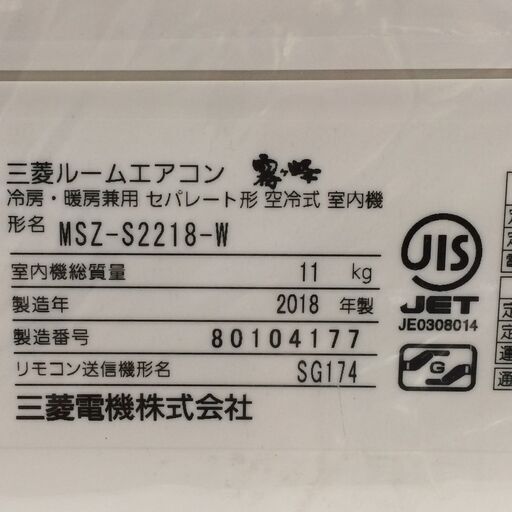 三菱ルームエアコン 霧ヶ峰
冷房・暖房兼用 セパレート形 空冷式 室内機
形名 MSZ-S2218-W
室内機総質量 11 kg
製造年 2018 年製
製造番号 80104177
リモコン送信機形名 SG174
三菱電機株式会社
JIS
JET
JE0308014
G